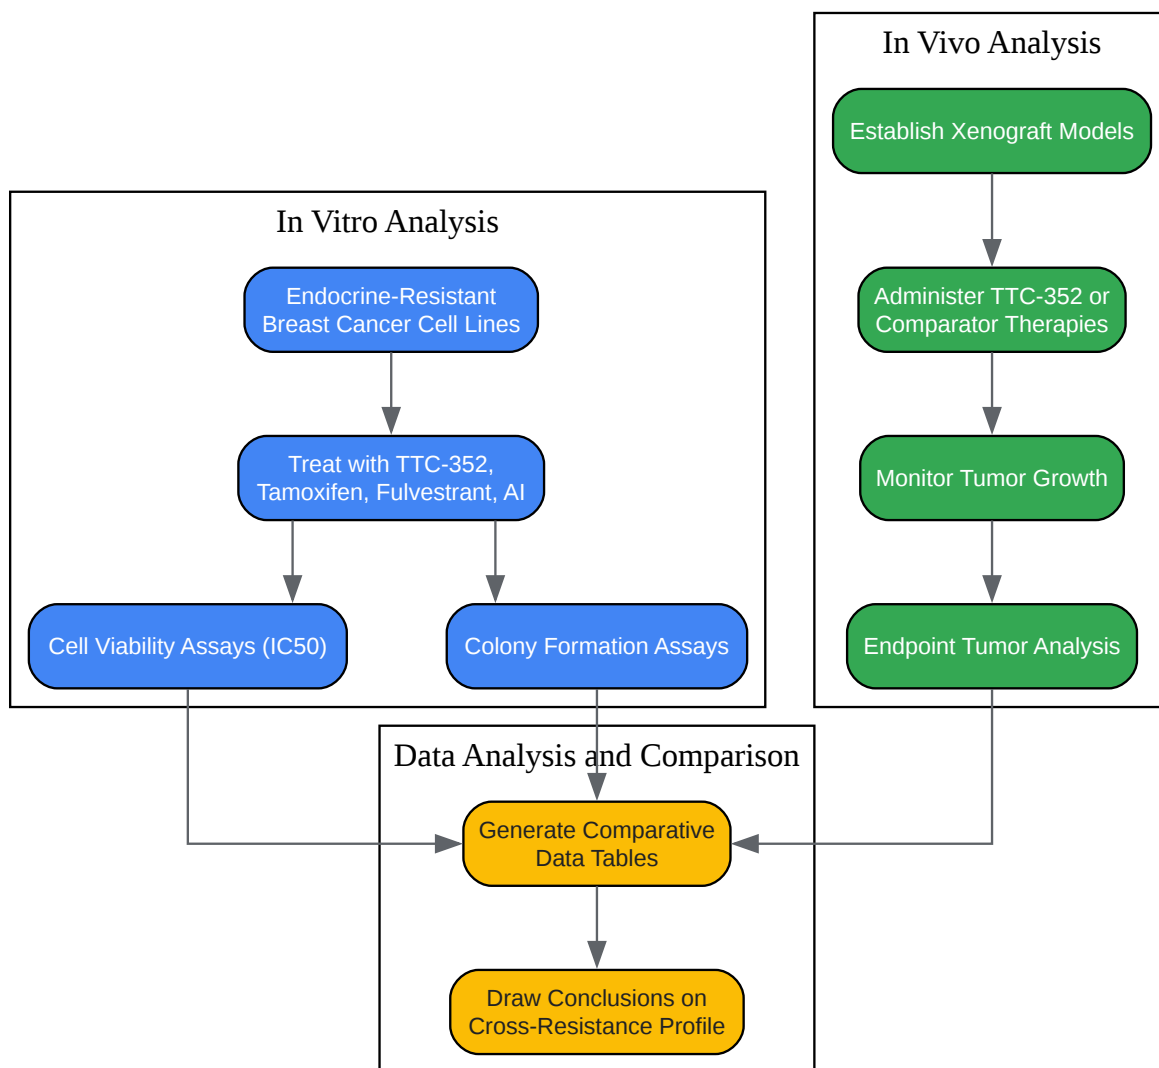 In Vitro Analysis
Endocrine-Resistant
Breast Cancer Cell Lines
Treat with TTC-352,
Tamoxifen, Fulvestrant, AI
Cell Viability Assays (IC50)
Colony Formation Assays
In Vivo Analysis
Establish Xenograft Models
Administer TTC-352 or
Comparator Therapies
Monitor Tumor Growth
Endpoint Tumor Analysis
Data Analysis and Comparison
Generate Comparative
Data Tables
Draw Conclusions on
Cross-Resistance Profile